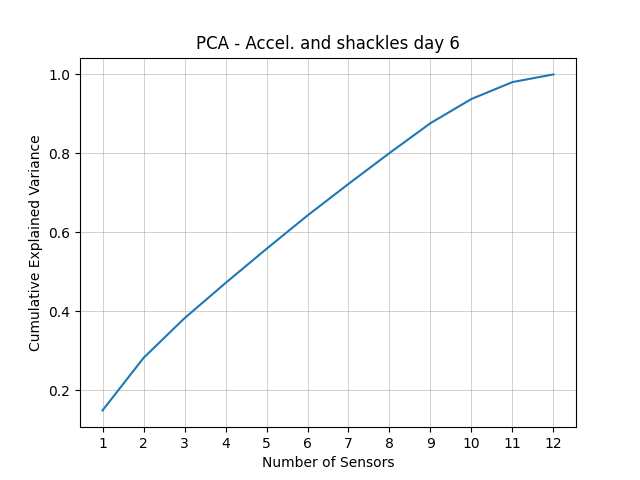 PCA - Accel. and shackles day 6
1.0
0.8
0.6
0.4
0.2
Cumulative Explained Variance
1 2 3 4 5 6 7 8 9 10 11 12
Number of Sensors